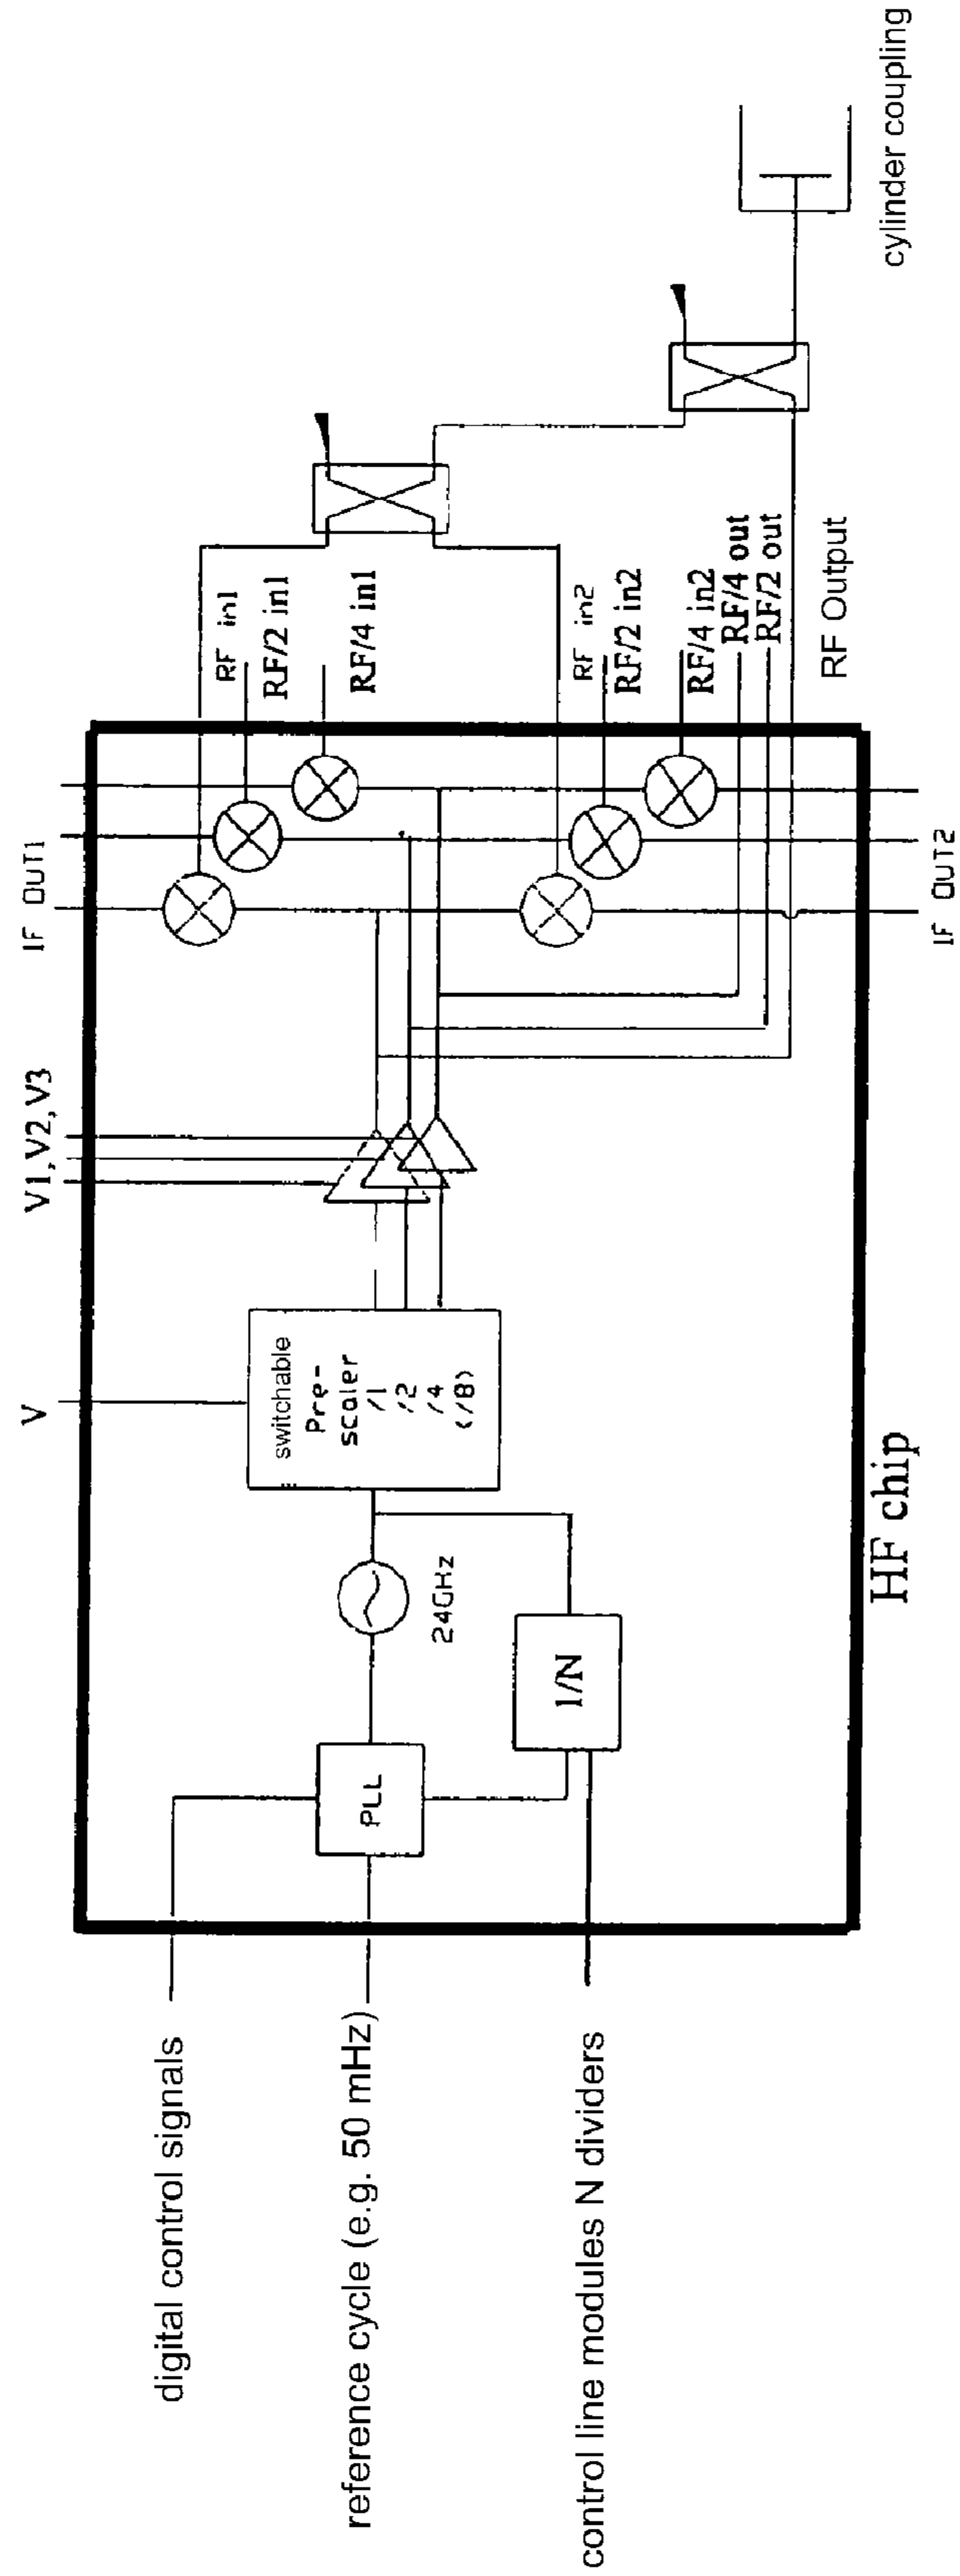 digital control signals
reference cycle (e.g. 50 mHz)
control line modules N dividers
PLL
1/N
24GHz
V
switchable
Pre-
scaler
/1
/2
/4
(/8)
V1, V2, V3
IF OUT1
IF OUT2
RF in1
RF/2 in1
RF/4 in1
RF in2
RF/2 in2
RF/4 in2
RF/4 out
RF/2 out
RF Output
HF chip
cylinder coupling